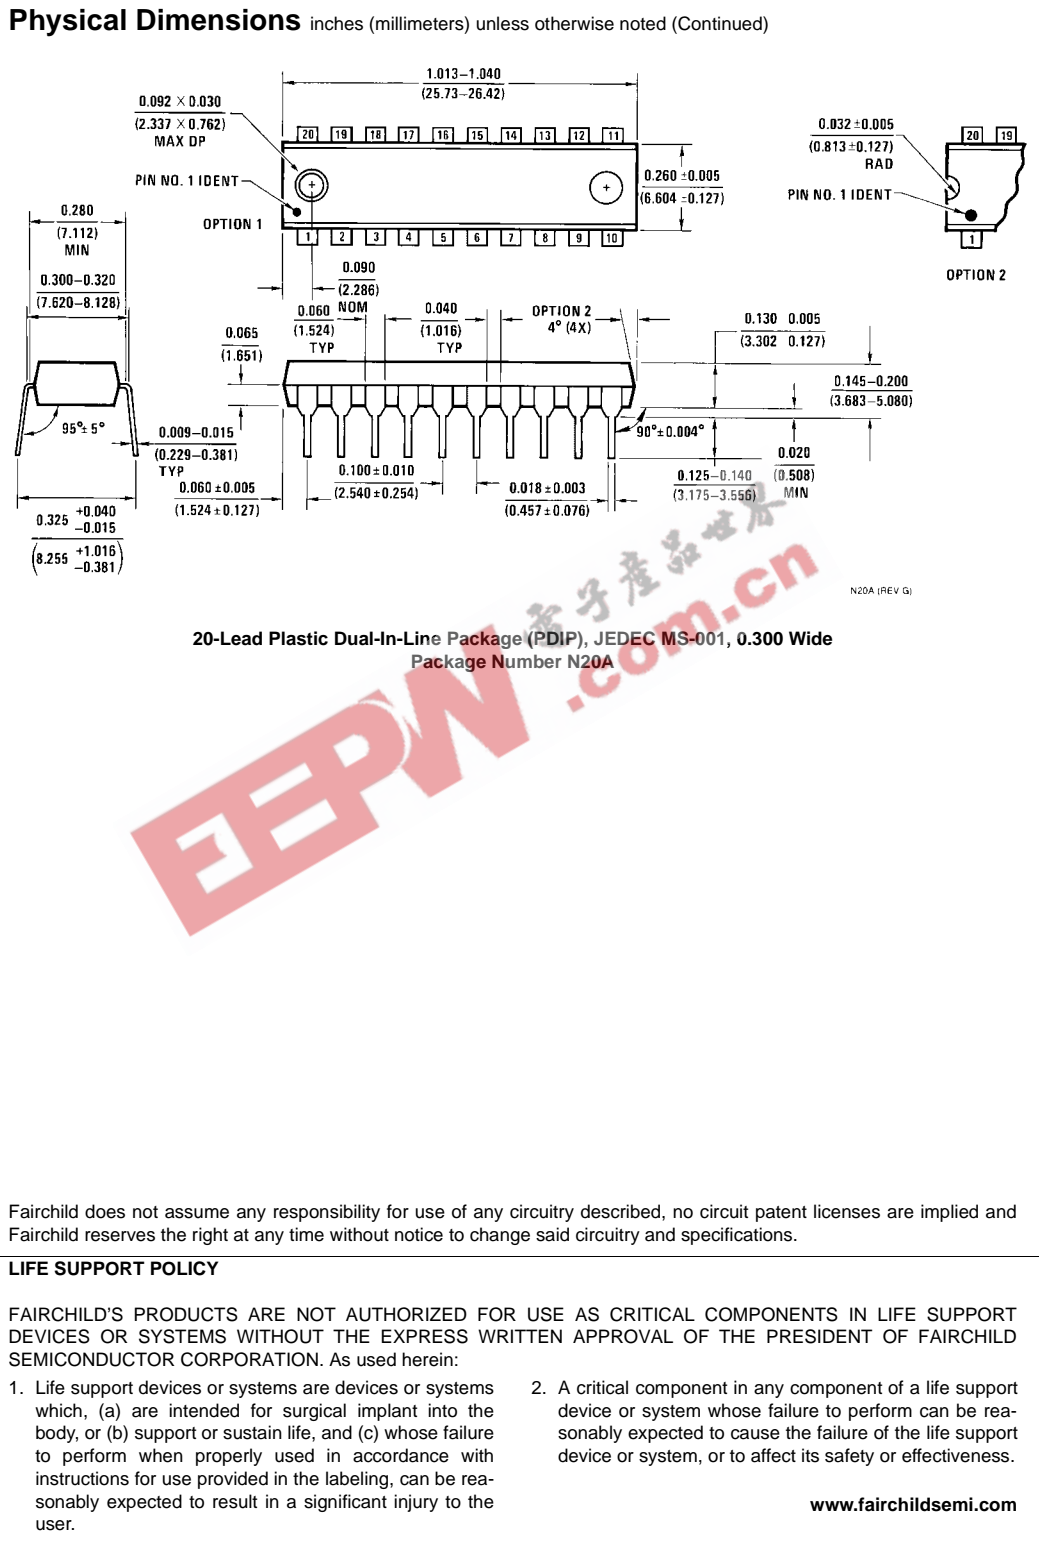 Physical Dimensions inches (millimeters) unless otherwise noted (Continued)
1.013–1.040
(25.73–26.42)
0.092 × 0.030
(2.337 × 0.762)
MAX DP
PIN NO. 1 IDENT
OPTION 1
20 19 18 17 16 15 14 13 12 11
1 2 3 4 5 6 7 8 9 10
0.260 ±0.005
(6.604 ±0.127)
0.032 ±0.005
(0.813 ±0.127)
RAD
PIN NO. 1 IDENT
20 19
1
OPTION 2
0.280
(7.112)
MIN
0.300–0.320
(7.620–8.128)
0.090
(2.286)
NOM
0.060
(1.524)
TYP
0.040
(1.016)
TYP
OPTION 2
4° (4X)
0.065
(1.651)
0.130 0.005
(3.302 0.127)
0.145–0.200
(3.683–5.080)
95°± 5°
0.009–0.015
(0.229–0.381)
TYP
90°±0.004°
0.020
(0.508)
MIN
0.125–0.140
(3.175–3.556)
0.100 ±0.010
(2.540 ±0.254)
0.060 ±0.005
(1.524 ±0.127)
0.018 ±0.003
(0.457 ±0.076)
0.325 +0.040
–0.015
(8.255 +1.016
–0.381)
N20A (REV G)
20-Lead Plastic Dual-In-Line Package (PDIP), JEDEC MS-001, 0.300 Wide
Package Number N20A
EEPW 电子產品世界
.com.cn
Fairchild does not assume any responsibility for use of any circuitry described, no circuit patent licenses are implied and
Fairchild reserves the right at any time without notice to change said circuitry and specifications.
LIFE SUPPORT POLICY
FAIRCHILD'S PRODUCTS ARE NOT AUTHORIZED FOR USE AS CRITICAL COMPONENTS IN LIFE SUPPORT
DEVICES OR SYSTEMS WITHOUT THE EXPRESS WRITTEN APPROVAL OF THE PRESIDENT OF FAIRCHILD
SEMICONDUCTOR CORPORATION. As used herein:
1. Life support devices or systems are devices or systems
which, (a) are intended for surgical implant into the
body, or (b) support or sustain life, and (c) whose failure
to perform when properly used in accordance with
instructions for use provided in the labeling, can be rea-
sonably expected to result in a significant injury to the
user.
2. A critical component in any component of a life support
device or system whose failure to perform can be rea-
sonably expected to cause the failure of the life support
device or system, or to affect its safety or effectiveness.
www.fairchildsemi.com